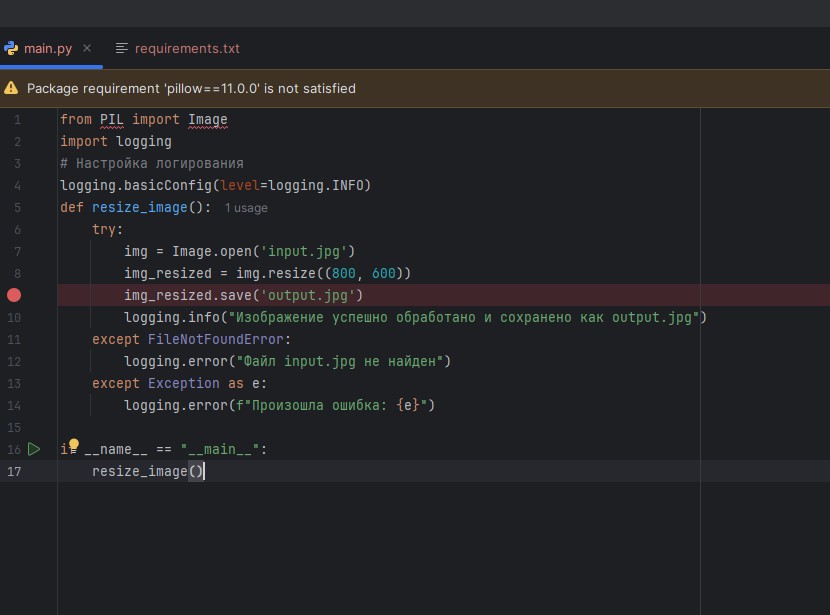 main.py requirements.txt
Package requirement 'pillow==11.0.0' is not satisfied
1 from PIL import Image
2 import logging
3 # Настройка логирования
4 logging.basicConfig(level=logging.INFO)
5 def resize_image(): 1 usage
6 try:
7 img = Image.open('input.jpg')
8 img_resized = img.resize((800, 600))
img_resized.save('output.jpg')
10 logging.info("Изображение успешно обработано и сохранено как output.jpg")
11 except FileNotFoundError:
12 logging.error("Файл input.jpg не найден")
13 except Exception as e:
14 logging.error(f"Произошла ошибка: {e}")
15
16 if __name__ == "__main__":
17 resize_image()